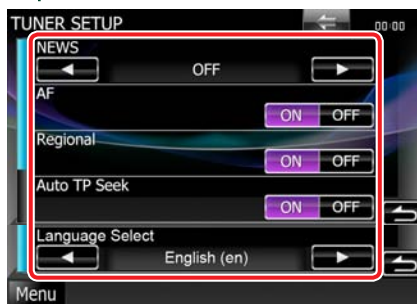 TUNER SETUP
00:00
NEWS
OFF
AF
ON OFF
Regional
ON OFF
Auto TP Seek
ON OFF
Language Select
English (en)
Menu